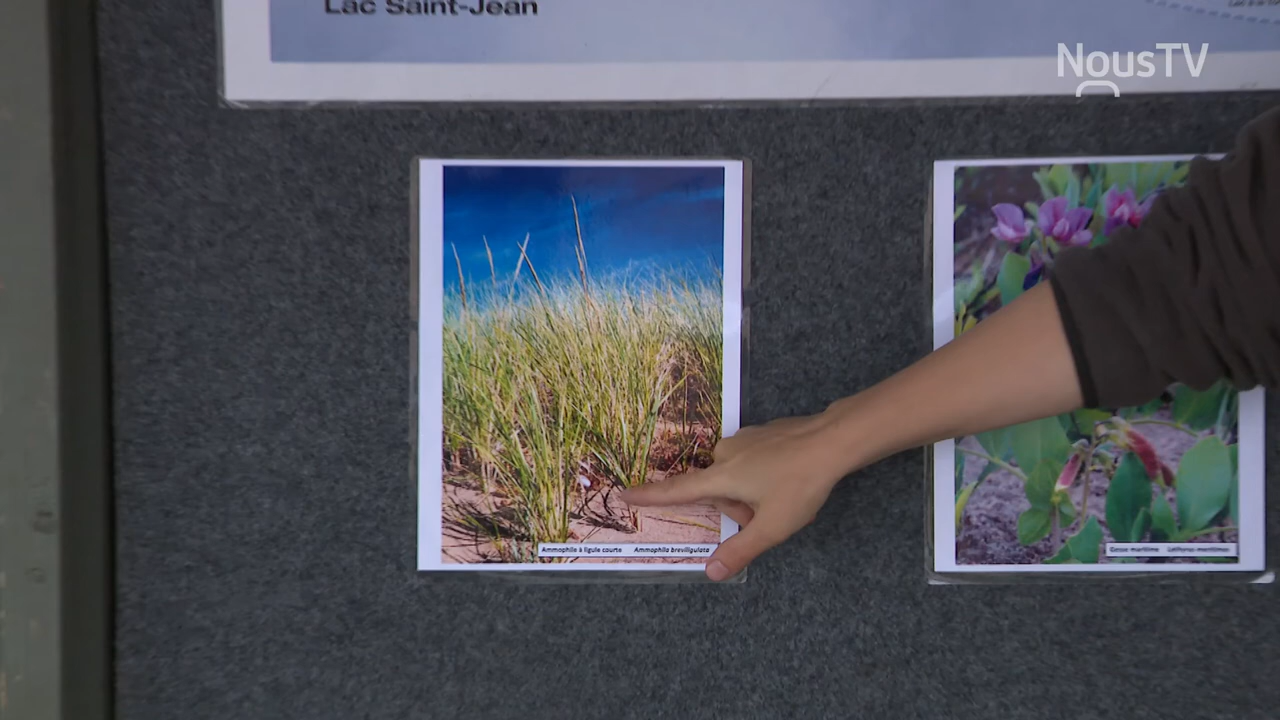 Lac Saint-Jean
NousTV
Ammophile à ligule courte Ammophila breviligulata
Gesse maritime Lathyrus maritimus